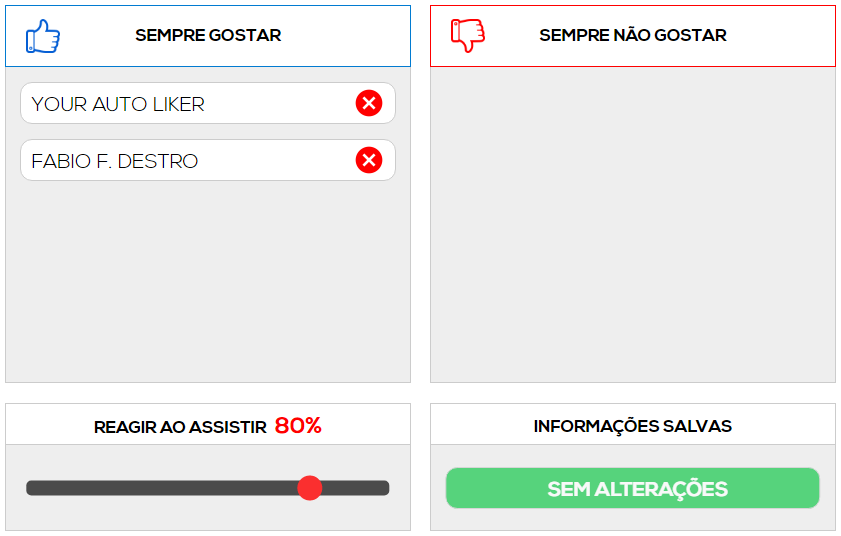 SEMPRE GOSTAR
SEMPRE NÃO GOSTAR
YOUR AUTO LIKER
FABIO F. DESTRO
REAGIR AO ASSISTIR 80%
INFORMAÇÕES SALVAS
SEM ALTERAÇÕES